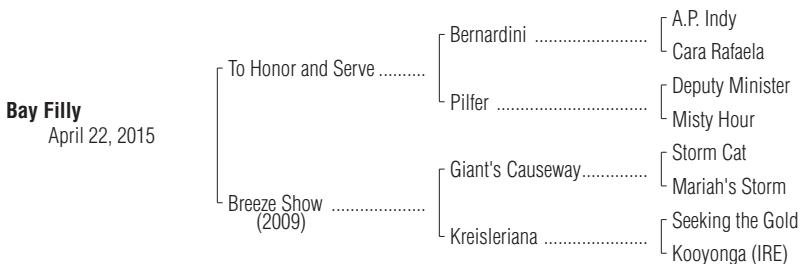 A.P. Indy
Bernardini ........................
Cara Rafaela
To Honor and Serve ..........
Deputy Minister
Pilfer ................................
Misty Hour
Bay Filly
April 22, 2015
Storm Cat
Giant's Causeway..............
Mariah's Storm
Breeze Show ....................
(2009)
Seeking the Gold
Kreisleriana ......................
Kooyonga (IRE)